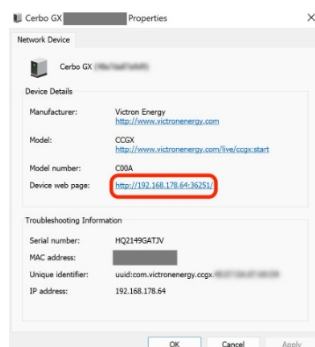 Cerbo GX Properties
Network Device
Cerbo GX
Device Details
Manufacturer: Victron Energy
http://www.victronenergy.com
Model: CCGX
http://www.victronenergy.com/live/ccgx:start
Model number: C00A
Device web page: http://192.168.178.64:36251/
Troubleshooting Information
Serial number: HQ2149GATJV
MAC address:
Unique identifier: uuid:com.victronenergy.ccgx.
IP address: 192.168.178.64
OK Cancel Apply